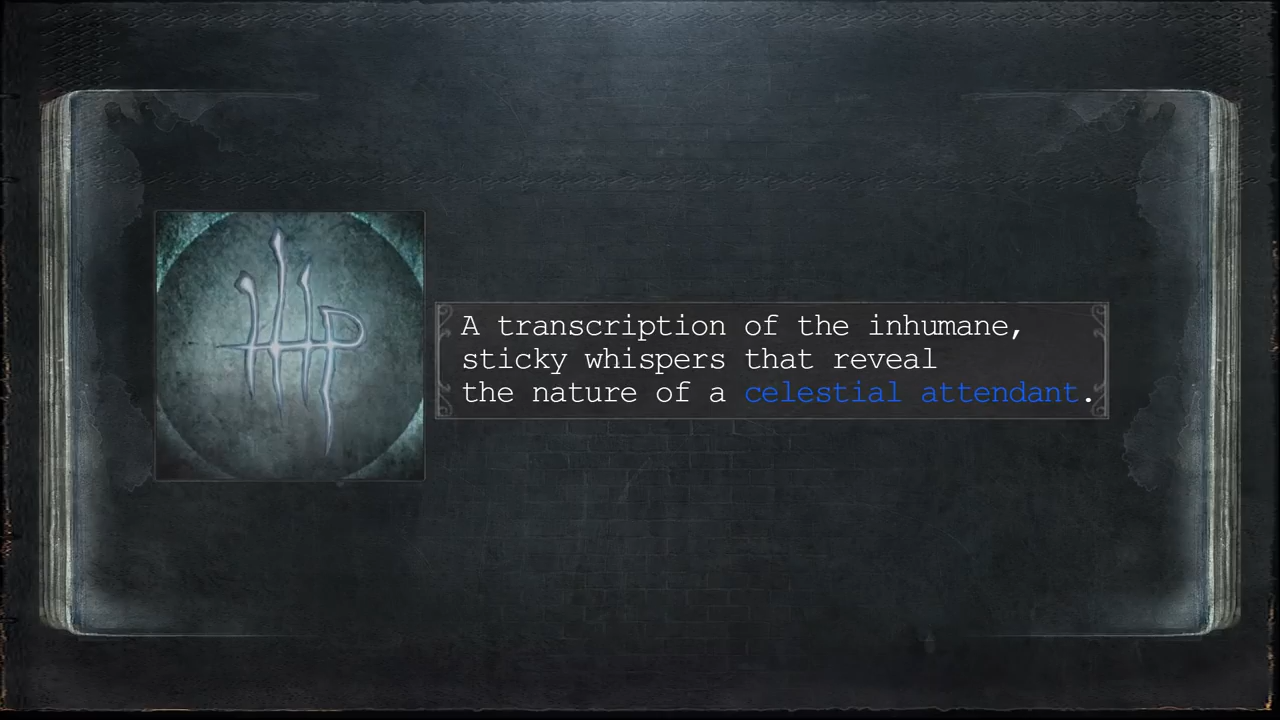 A transcription of the inhumane,
sticky whispers that reveal
the nature of a celestial attendant.